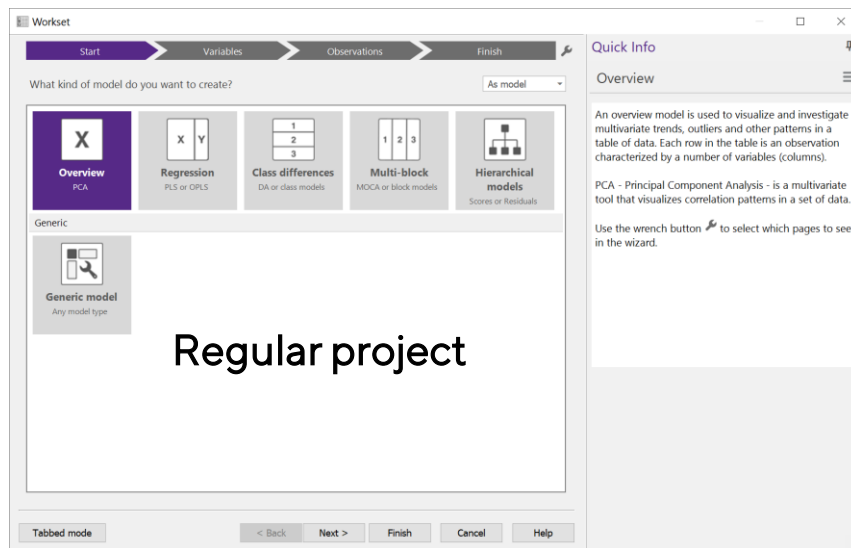 Workset
Start
Variables
Observations
Finish
What kind of model do you want to create?
As model
X
Overview
PCA
X Y
Regression
PLS or OPLS
1
2
3
Class differences
DA or class models
1 2 3
Multi-block
MOCA or block models
Hierarchical
models
Scores or Residuals
Generic
Generic model
Any model type
Regular project
Tabbed mode
< Back
Next >
Finish
Cancel
Help
Quick Info
Overview
An overview model is used to visualize and investigate
multivariate trends, outliers and other patterns in a
table of data. Each row in the table is an observation
characterized by a number of variables (columns).
PCA - Principal Component Analysis - is a multivariate
tool that visualizes correlation patterns in a set of data.
Use the wrench button to select which pages to see
in the wizard.